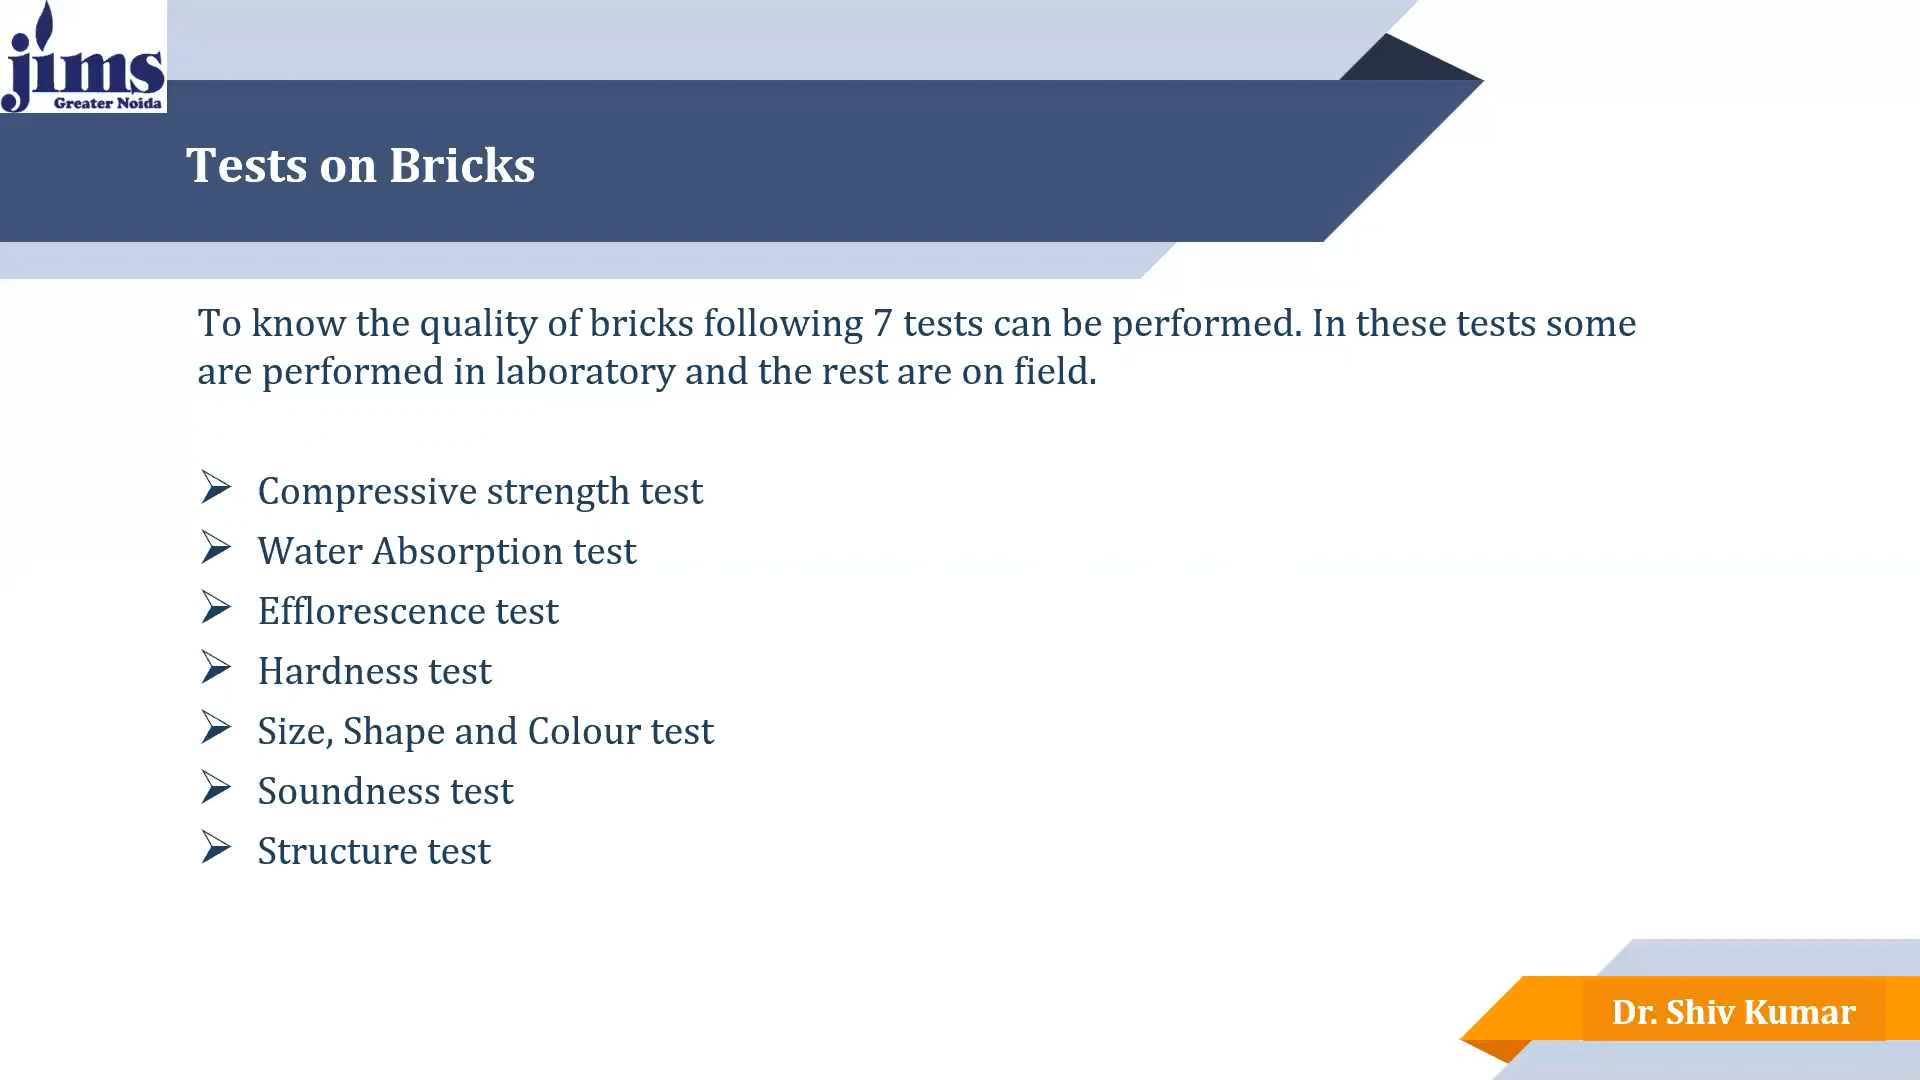 jims
Greater Noida
Tests on Bricks
To know the quality of bricks following 7 tests can be performed. In these tests some
are performed in laboratory and the rest are on field.
➢ Compressive strength test
➢ Water Absorption test
➢ Efflorescence test
➢ Hardness test
➢ Size, Shape and Colour test
➢ Soundness test
➢ Structure test
Dr. Shiv Kumar